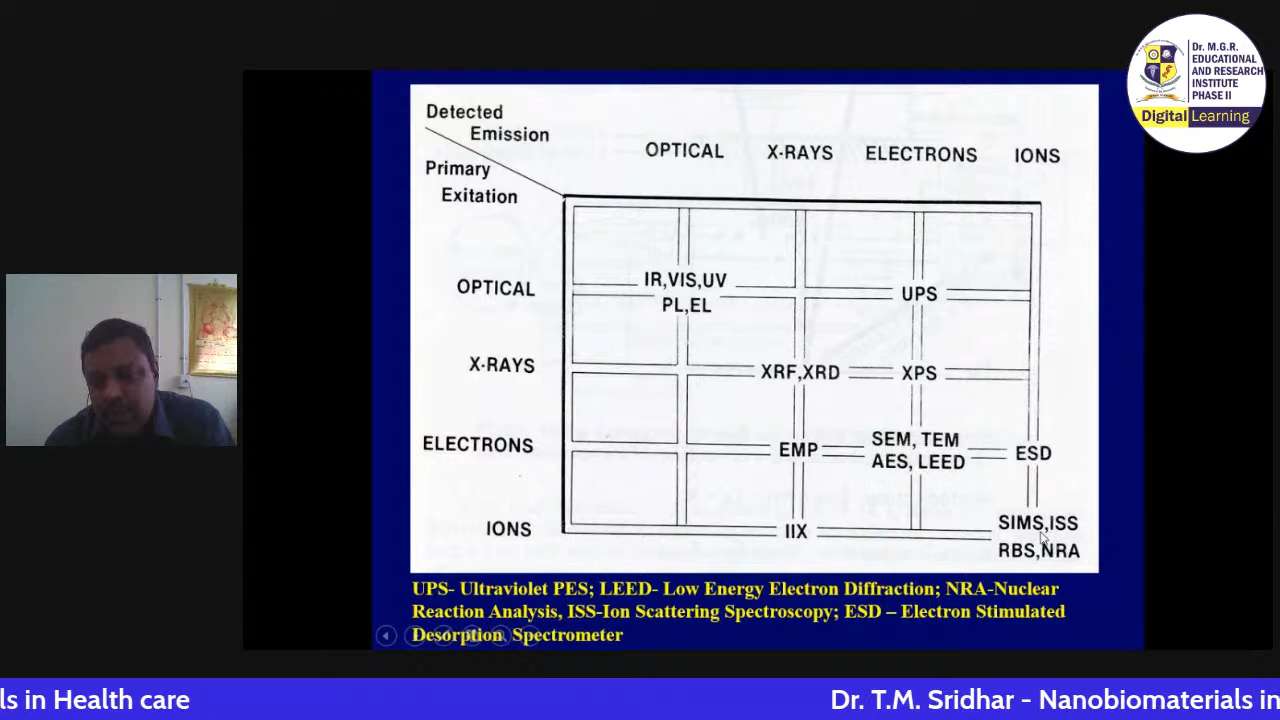 Dr. M.G.R.
EDUCATIONAL
AND RESEARCH
INSTITUTE
PHASE II
Digital Learning
Detected
Emission
Primary
Exitation
OPTICAL X-RAYS ELECTRONS IONS
OPTICAL IR,VIS,UV UPS
PL,EL
X-RAYS XRF,XRD XPS
ELECTRONS EMP SEM, TEM ESD
AES, LEED
IONS IIX SIMS,ISS
RBS,NRA
UPS- Ultraviolet PES; LEED- Low Energy Electron Diffraction; NRA-Nuclear
Reaction Analysis, ISS-Ion Scattering Spectroscopy; ESD – Electron Stimulated
Desorption Spectrometer
ls in Health care Dr. T.M. Sridhar - Nanobiomaterials in